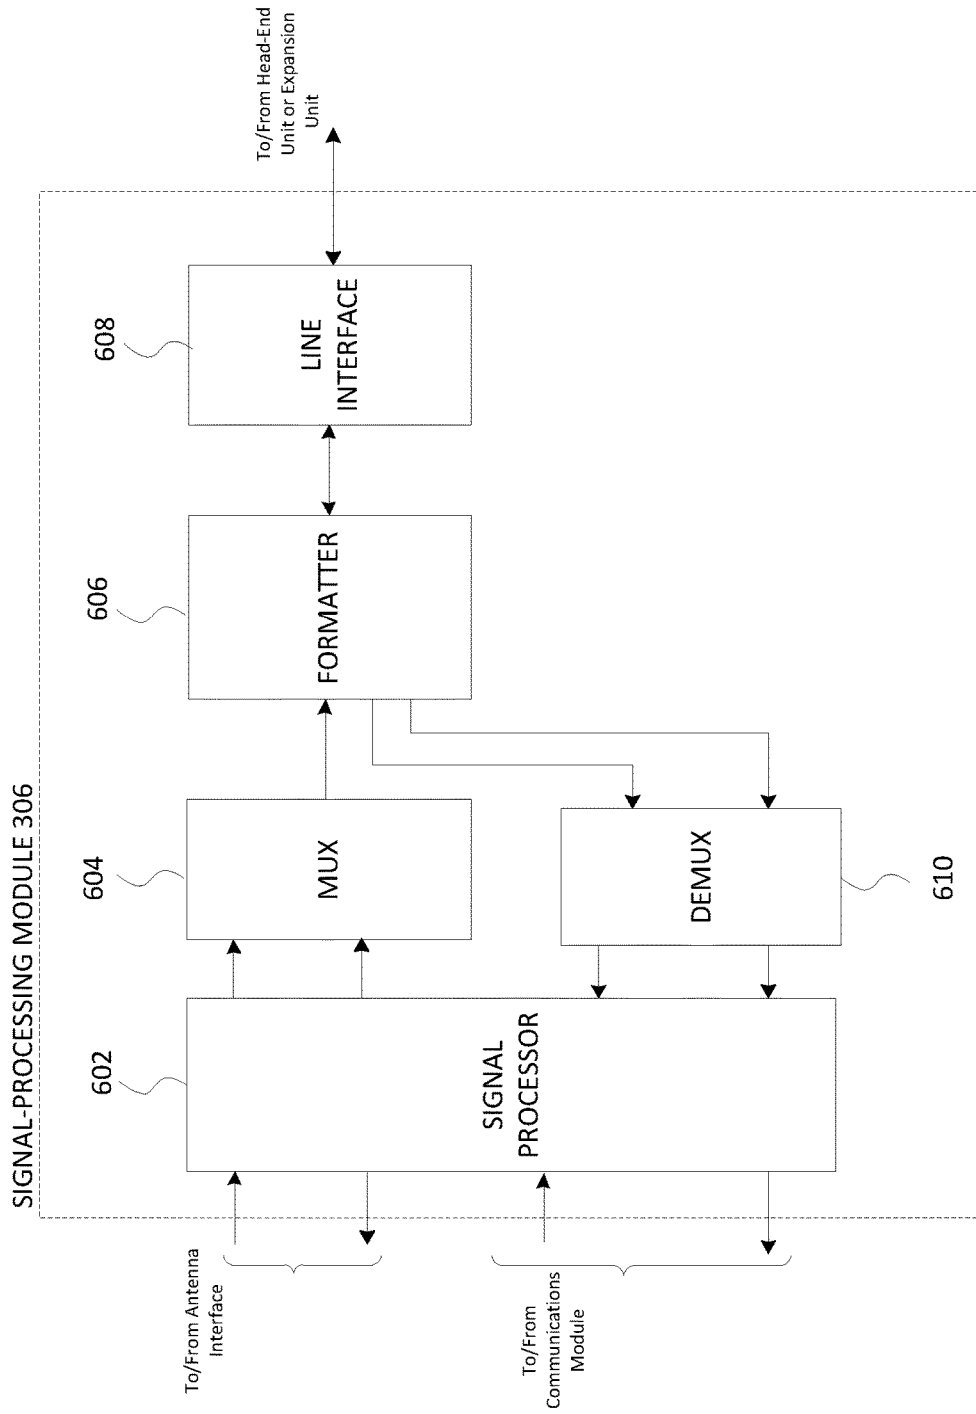 SIGNAL-PROCESSING MODULE 306
To/From Antenna
Interface
To/From
Communications
Module
602
SIGNAL
PROCESSOR
604
MUX
DEMUX
610
606
FORMATTER
608
LINE
INTERFACE
To/From Head-End
Unit or Expansion
Unit